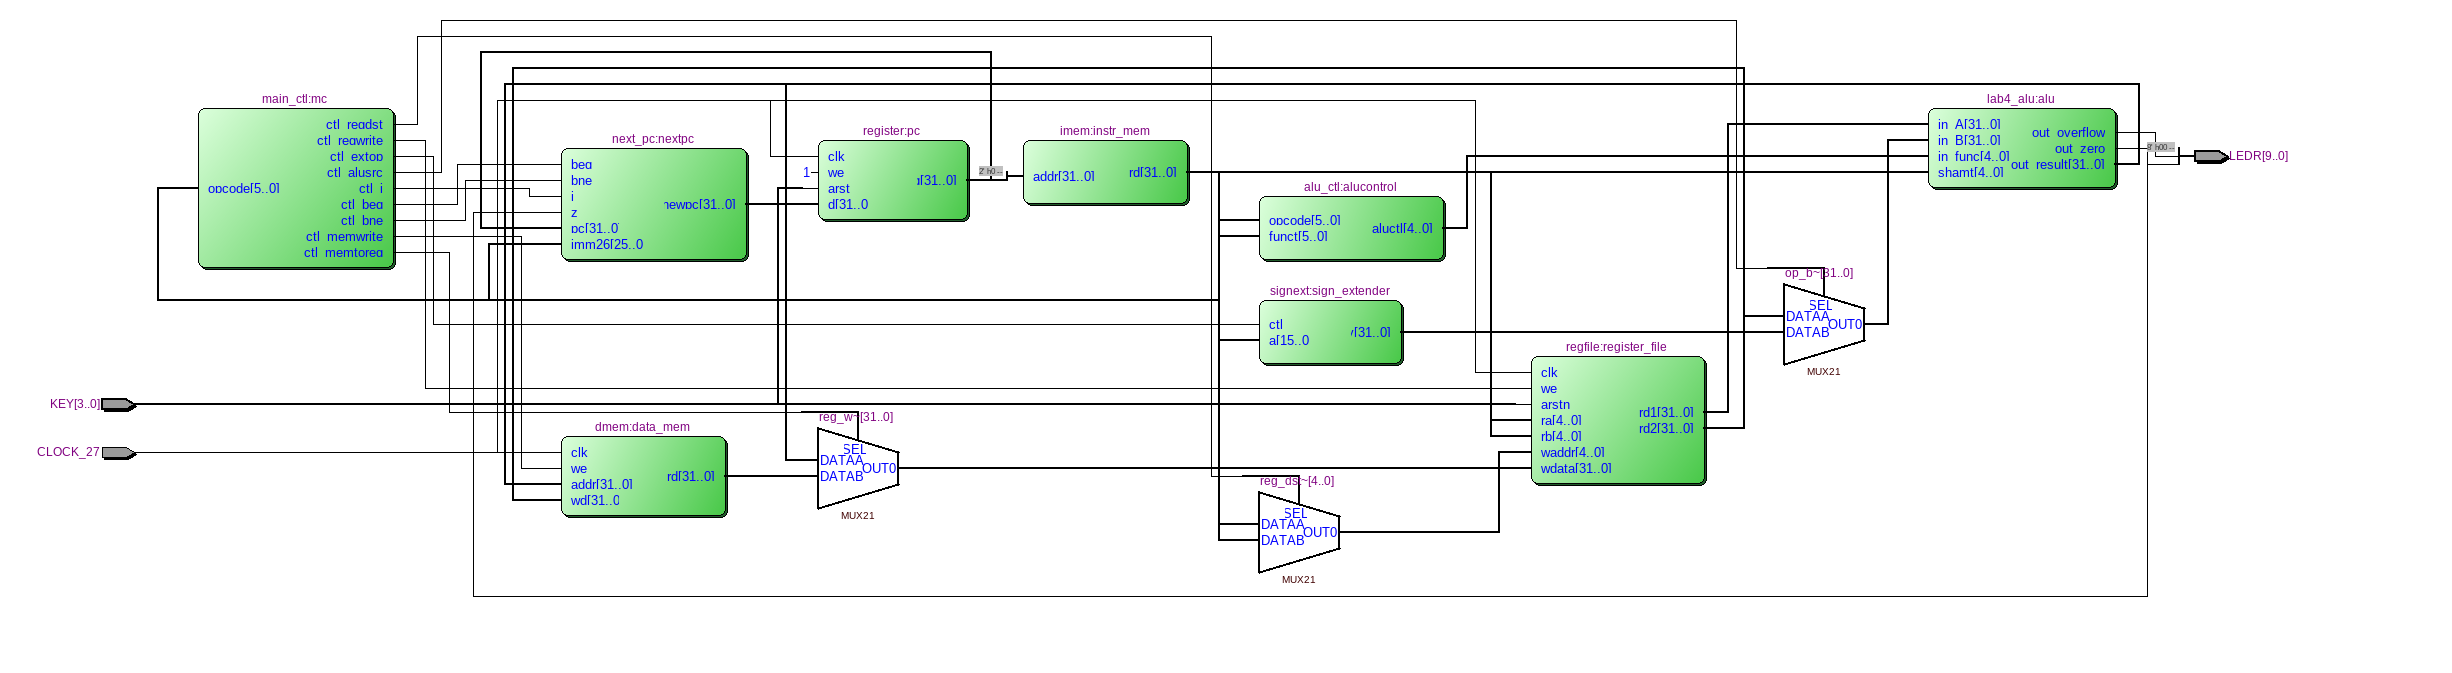 main_ctl:mc
opcode[5..0]
ctl_regdst
ctl_regwrite
ctl_extop
ctl_alusrc
ctl_j
ctl_beq
ctl_bne
ctl_memwrite
ctl_memtoreg
next_pc:nextpc
beq
bne
j
z
pc[31..0]
imm26[25..0
newpc[31..0]
register:pc
clk
1
we
arst
d[31..0
q[31..0]
2' h0 --
imem:instr_mem
addr[31..0]
rd[31..0]
alu_ctl:alucontrol
opcode[5..0]
funct[5..0]
aluctl[4..0]
signext:sign_extender
ctl
a[15..0
y[31..0]
lab4_alu:alu
in_A[31..0]
in_B[31..0]
in_func[4..0]
shamt[4..0]
out_overflow
out_zero
out_result[31..0]
8' h00 --
LEDR[9..0]
op_b~[31..0]
SEL
DATAA
DATAB
OUT0
MUX21
regfile:register_file
clk
we
arstn
ra[4..0]
rb[4..0]
waddr[4..0]
wdata[31..0]
rd1[31..0]
rd2[31..0]
KEY[3..0]
CLOCK_27
dmem:data_mem
clk
we
addr[31..0]
wd[31..0
rd[31..0]
reg_w~[31..0]
SEL
DATAA
DATAB
OUT0
MUX21
reg_dst~[4..0]
SEL
DATAA
DATAB
OUT0
MUX21